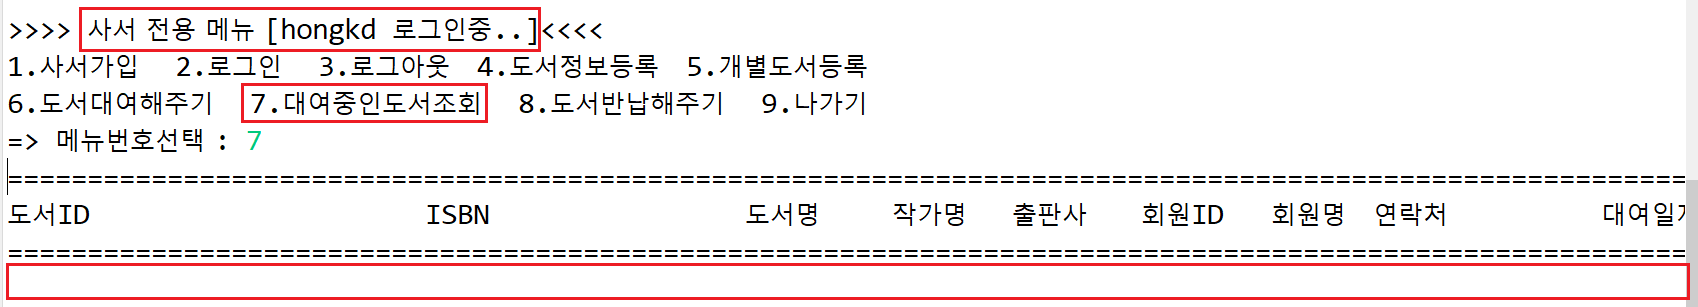 >>>> 사서 전용 메뉴 [hongkd 로그인중..]<<<<
1.사서가입 2.로그인 3.로그아웃 4.도서정보등록 5.개별도서등록
6.도서대여해주기 7.대여중인도서조회 8.도서반납해주기 9.나가기
=> 메뉴번호선택 : 7
=========================================================================================================
도서ID ISBN 도서명 작가명 출판사 회원ID 회원명 연락처 대여일
=========================================================================================================